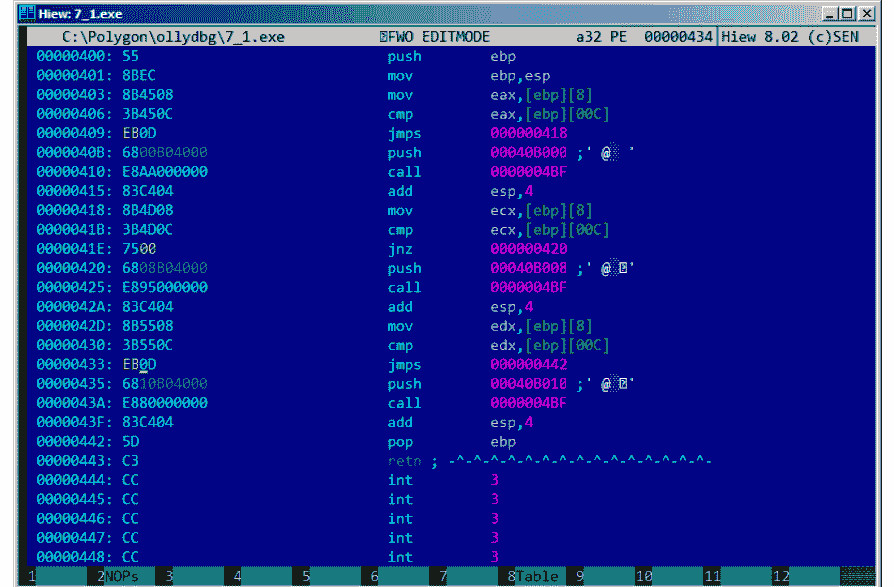 Hiew: 7_1.exe
C:\Polygon\ollydbg\7_1.exe FWO EDITMODE a32 PE 00000434 Hiew 8.02 (c)SEN
00000400: 55 push ebp
00000401: 8BEC mov ebp,esp
00000403: 8B4508 mov eax,[ebp][8]
00000406: 3B450C cmp eax,[ebp][00C]
00000409: EB0D jmps 000000418
0000040B: 6800B04000 push 00040B000 ;' @ '
00000410: E8AA000000 call 0000004BF
00000415: 83C404 add esp,4
00000418: 8B4D08 mov ecx,[ebp][8]
0000041B: 3B4D0C cmp ecx,[ebp][00C]
0000041E: 7500 jnz 000000420
00000420: 6808B04000 push 00040B008 ;' @ '
00000425: E895000000 call 0000004BF
0000042A: 83C404 add esp,4
0000042D: 8B5508 mov edx,[ebp][8]
00000430: 3B550C cmp edx,[ebp][00C]
00000433: EB0D jmps 000000442
00000435: 6810B04000 push 00040B010 ;' @ '
0000043A: E880000000 call 0000004BF
0000043F: 83C404 add esp,4
00000442: 5D pop ebp
00000443: C3 retn ; -^-^-^-^-^-^-^-^-^-^-^-^-^-^-^-
00000444: CC int 3
00000445: CC int 3
00000446: CC int 3
00000447: CC int 3
00000448: CC int 3
1 2NOPs 3 4 5 6 7 8Table 9 10 11 12